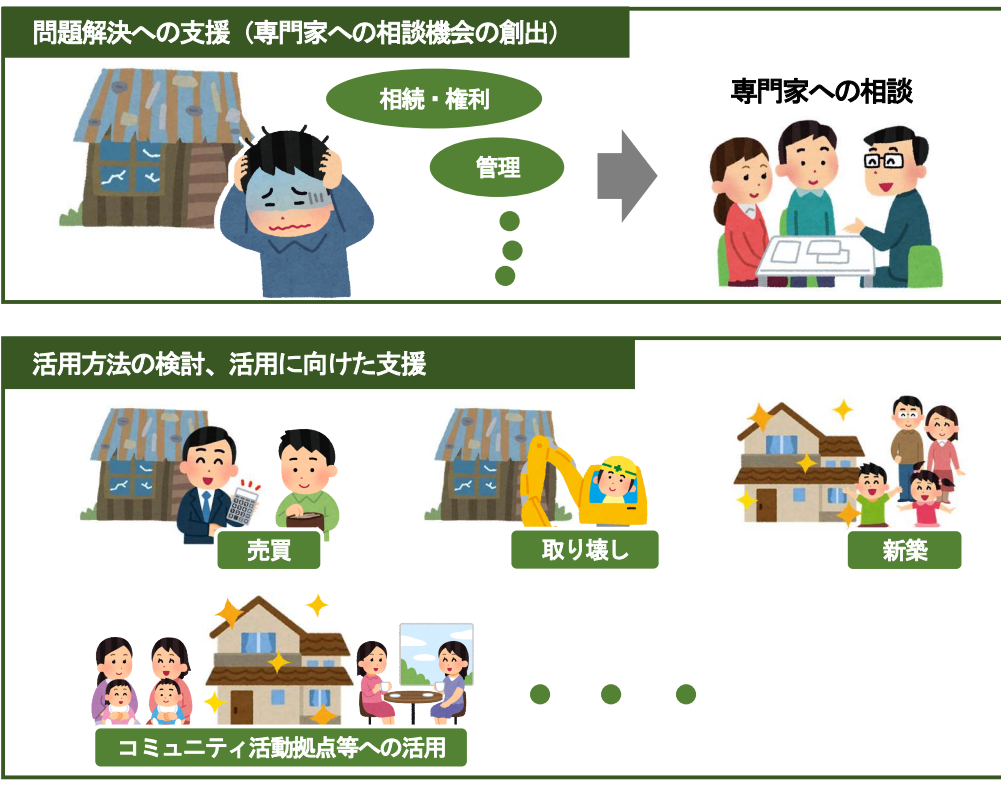 問題解決への支援（専門家への相談機会の創出）
相続・権利
専門家への相談
管理
活用方法の検討、活用に向けた支援
売買
取り壊し
新築
コミュニティ活動拠点等への活用